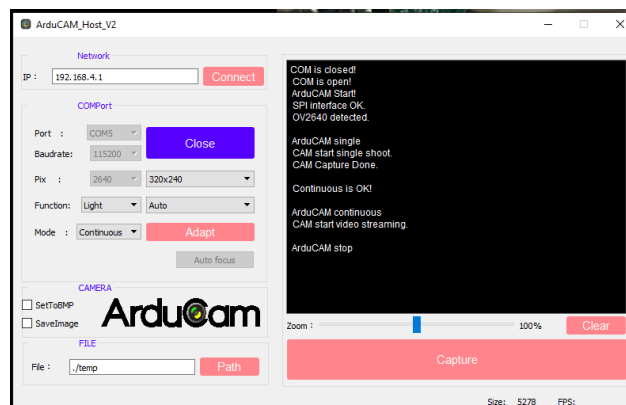 ArduCAM_Host_V2
Network
IP : 192.168.4.1 Connect
COMPort
Port : COM5
Close
Baudrate: 115200
Pix : 2640 320x240
Function: Light Auto
Mode : Continuous Adapt
Auto focus
CAMERA
SetToBMP
SaveImage
ArduCam
FILE
File : ./temp Path
COM is closed!
COM is open!
ArduCAM Start!
SPI interface OK.
OV2640 detected.
ArduCAM single
CAM start single shoot.
CAM Capture Done.
Continuous is OK!
ArduCAM continuous
CAM start video streaming.
ArduCAM stop
Zoom : 100% Clear
Capture
Size: 5278 FPS: